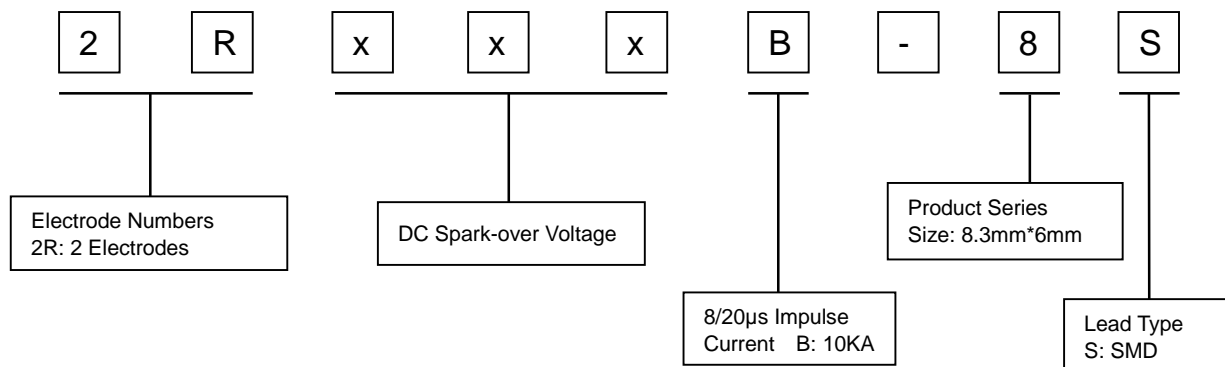 2 R x x x B - 8 S
Electrode Numbers
2R: 2 Electrodes
DC Spark-over Voltage
8/20µs Impulse
Current B: 10KA
Product Series
Size: 8.3mm*6mm
Lead Type
S: SMD